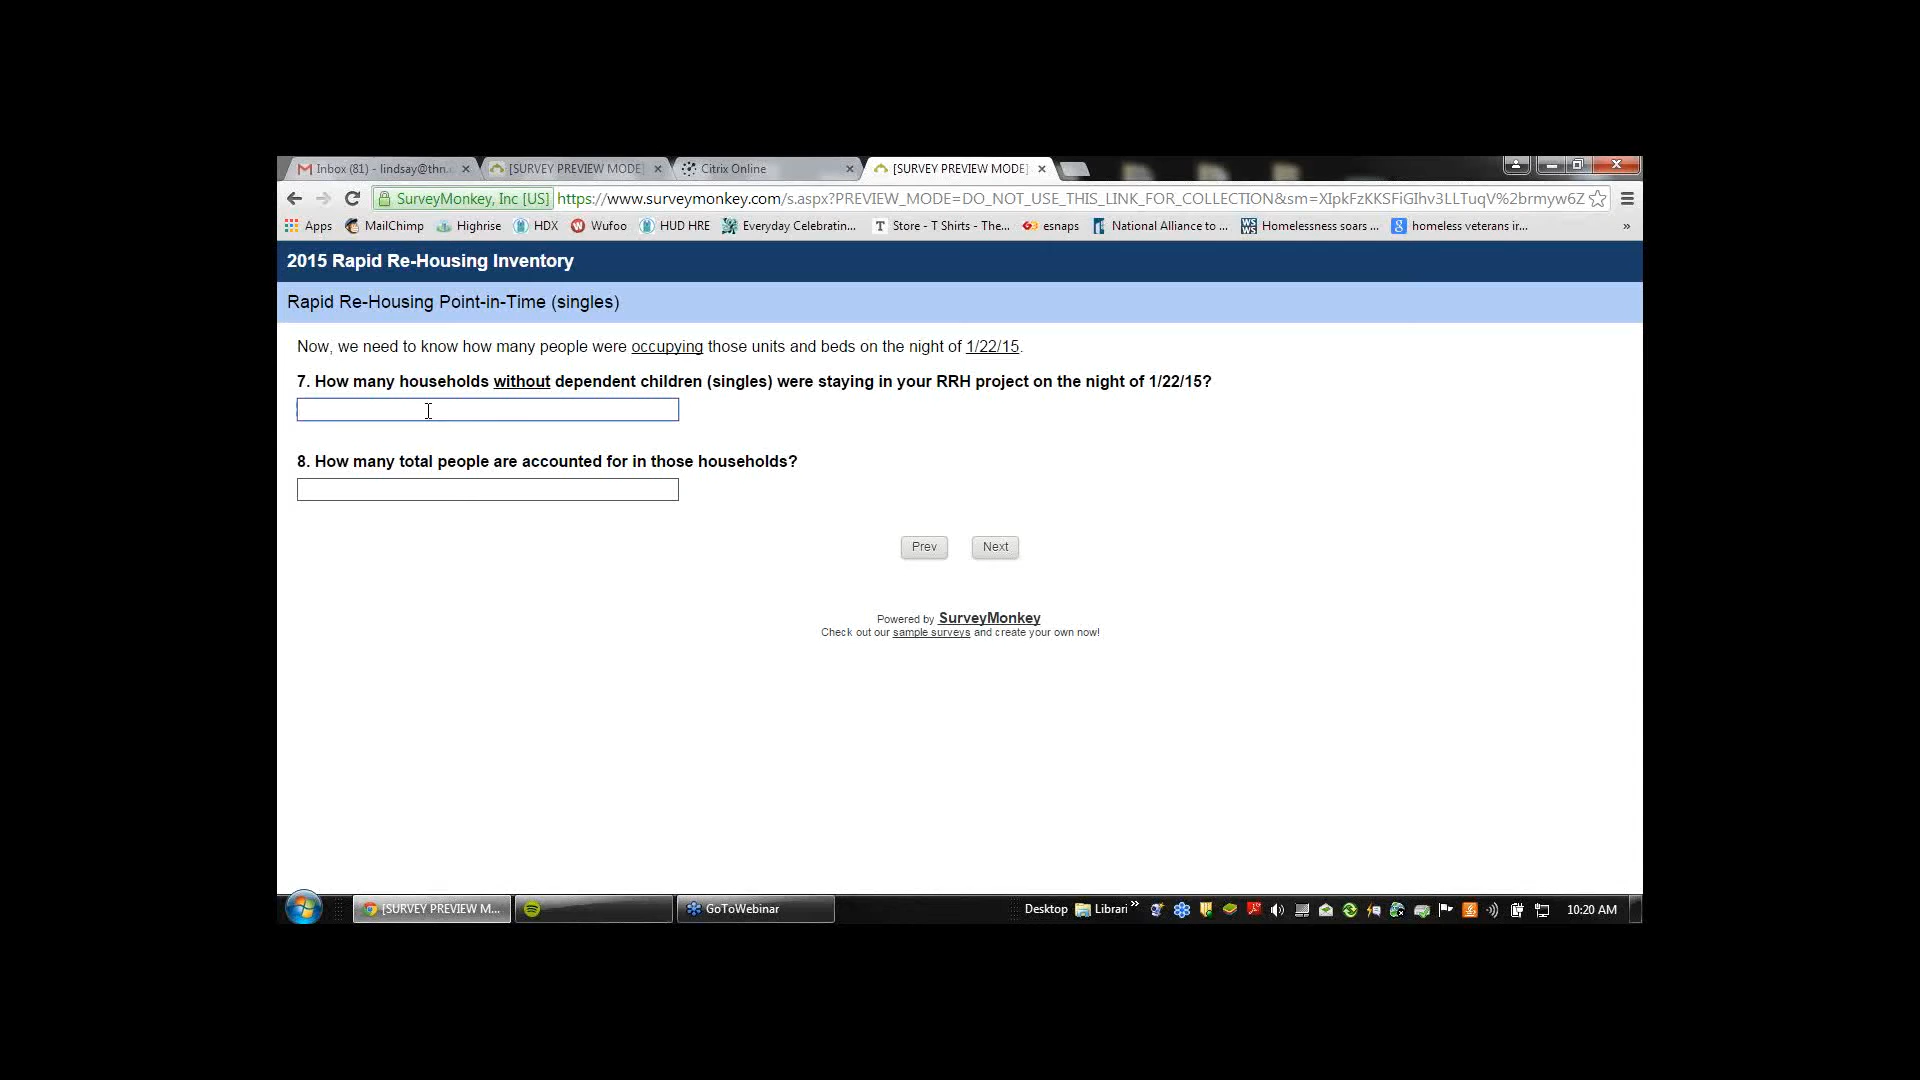 Inbox (81) - lindsay@thn.
[SURVEY PREVIEW MODE]
Citrix Online
[SURVEY PREVIEW MODE]
SurveyMonkey, Inc [US]
https://www.surveymonkey.com/s.aspx?PREVIEW_MODE=DO_NOT_USE_THIS_LINK_FOR_COLLECTION&sm=XIpkFzKKSFiGIhv3LLTuqV%2brmyw6Z
Apps MailChimp Highrise HDX Wufoo HUD HRE Everyday Celebratin... Store - T Shirts - The... esnaps National Alliance to ... Homelessness soars ... homeless veterans ir... »
2015 Rapid Re-Housing Inventory
Rapid Re-Housing Point-in-Time (singles)
Now, we need to know how many people were occupying those units and beds on the night of 1/22/15.
7. How many households without dependent children (singles) were staying in your RRH project on the night of 1/22/15?
8. How many total people are accounted for in those households?
Prev Next
Powered by SurveyMonkey
Check out our sample surveys and create your own now!
[SURVEY PREVIEW M...
GoToWebinar
Desktop Librari »
10:20 AM